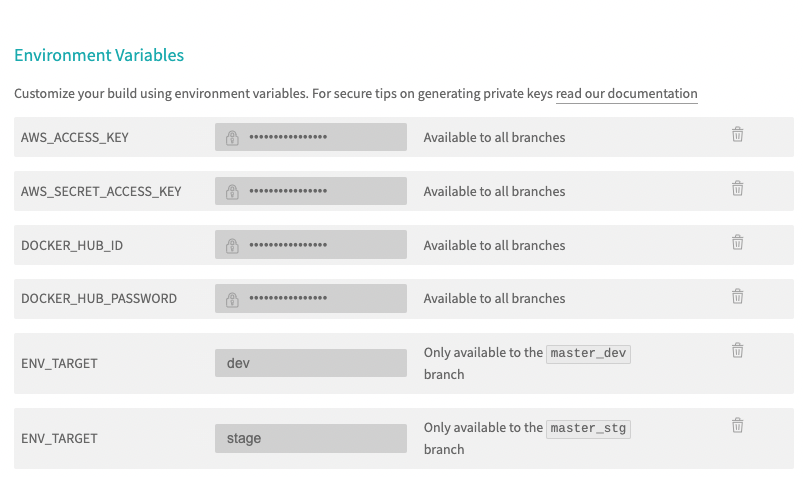 Environment Variables
Customize your build using environment variables. For secure tips on generating private keys read our documentation
AWS_ACCESS_KEY •••••••••••••••• Available to all branches
AWS_SECRET_ACCESS_KEY •••••••••••••••• Available to all branches
DOCKER_HUB_ID •••••••••••••••• Available to all branches
DOCKER_HUB_PASSWORD •••••••••••••••• Available to all branches
ENV_TARGET dev Only available to the master_dev
branch
ENV_TARGET stage Only available to the master_stg
branch